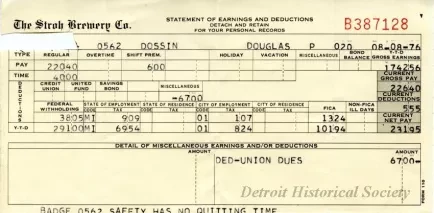 The Stroh Brewery Co.
STATEMENT OF EARNINGS AND DEDUCTIONS
DETACH AND RETAIN
FOR YOUR PERSONAL RECORDS
B387128
0562 DOSSIN DOUGLAS P 020 08-08-76
TYPE REGULAR OVERTIME SHIFT PREM. HOLIDAY VACATION MISCELLANEOUS BOND BALANCE Y-T-D GROSS EARNINGS
PAY 22040 600 174256
TIME 4000 CURRENT GROSS PAY
DEDUCTIONS CREDIT UNION UNITED FUND SAVINGS BOND MISCELLANEOUS 22640
-6700 CURRENT DEDUCTIONS
FEDERAL WITHHOLDING STATE OF EMPLOYMENT STATE OF RESIDENCE CITY OF EMPLOYMENT CITY OF RESIDENCE FICA NON-FICA ILL DAYS 555
CODE TAX CODE TAX CODE TAX CODE TAX
3805 MI 909 01 107 1324 CURRENT NET PAY
Y-T-D 29100 MI 6954 01 824 10194 23195
DETAIL OF MISCELLANEOUS EARNINGS AND/OR DEDUCTIONS
AMOUNT AMOUNT
DED-UNION DUES 6700-
Detroit Historical Society
FORM 110
BADGE 0562 SAFETY HAS NO QUITTING TIME